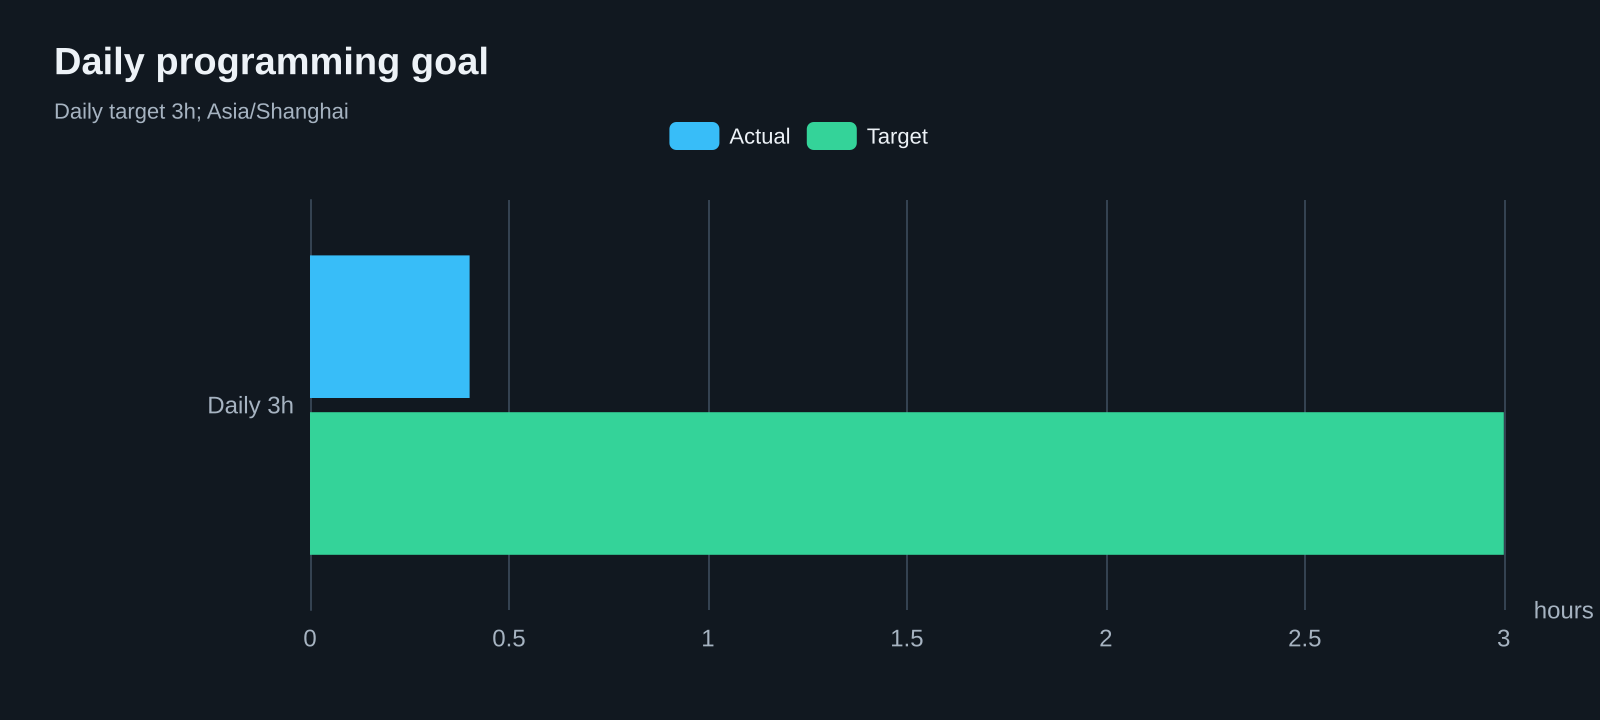 Daily programming goal
Daily target 3h; Asia/Shanghai
Actual Target
Daily 3h
hours
0 0.5 1 1.5 2 2.5 3